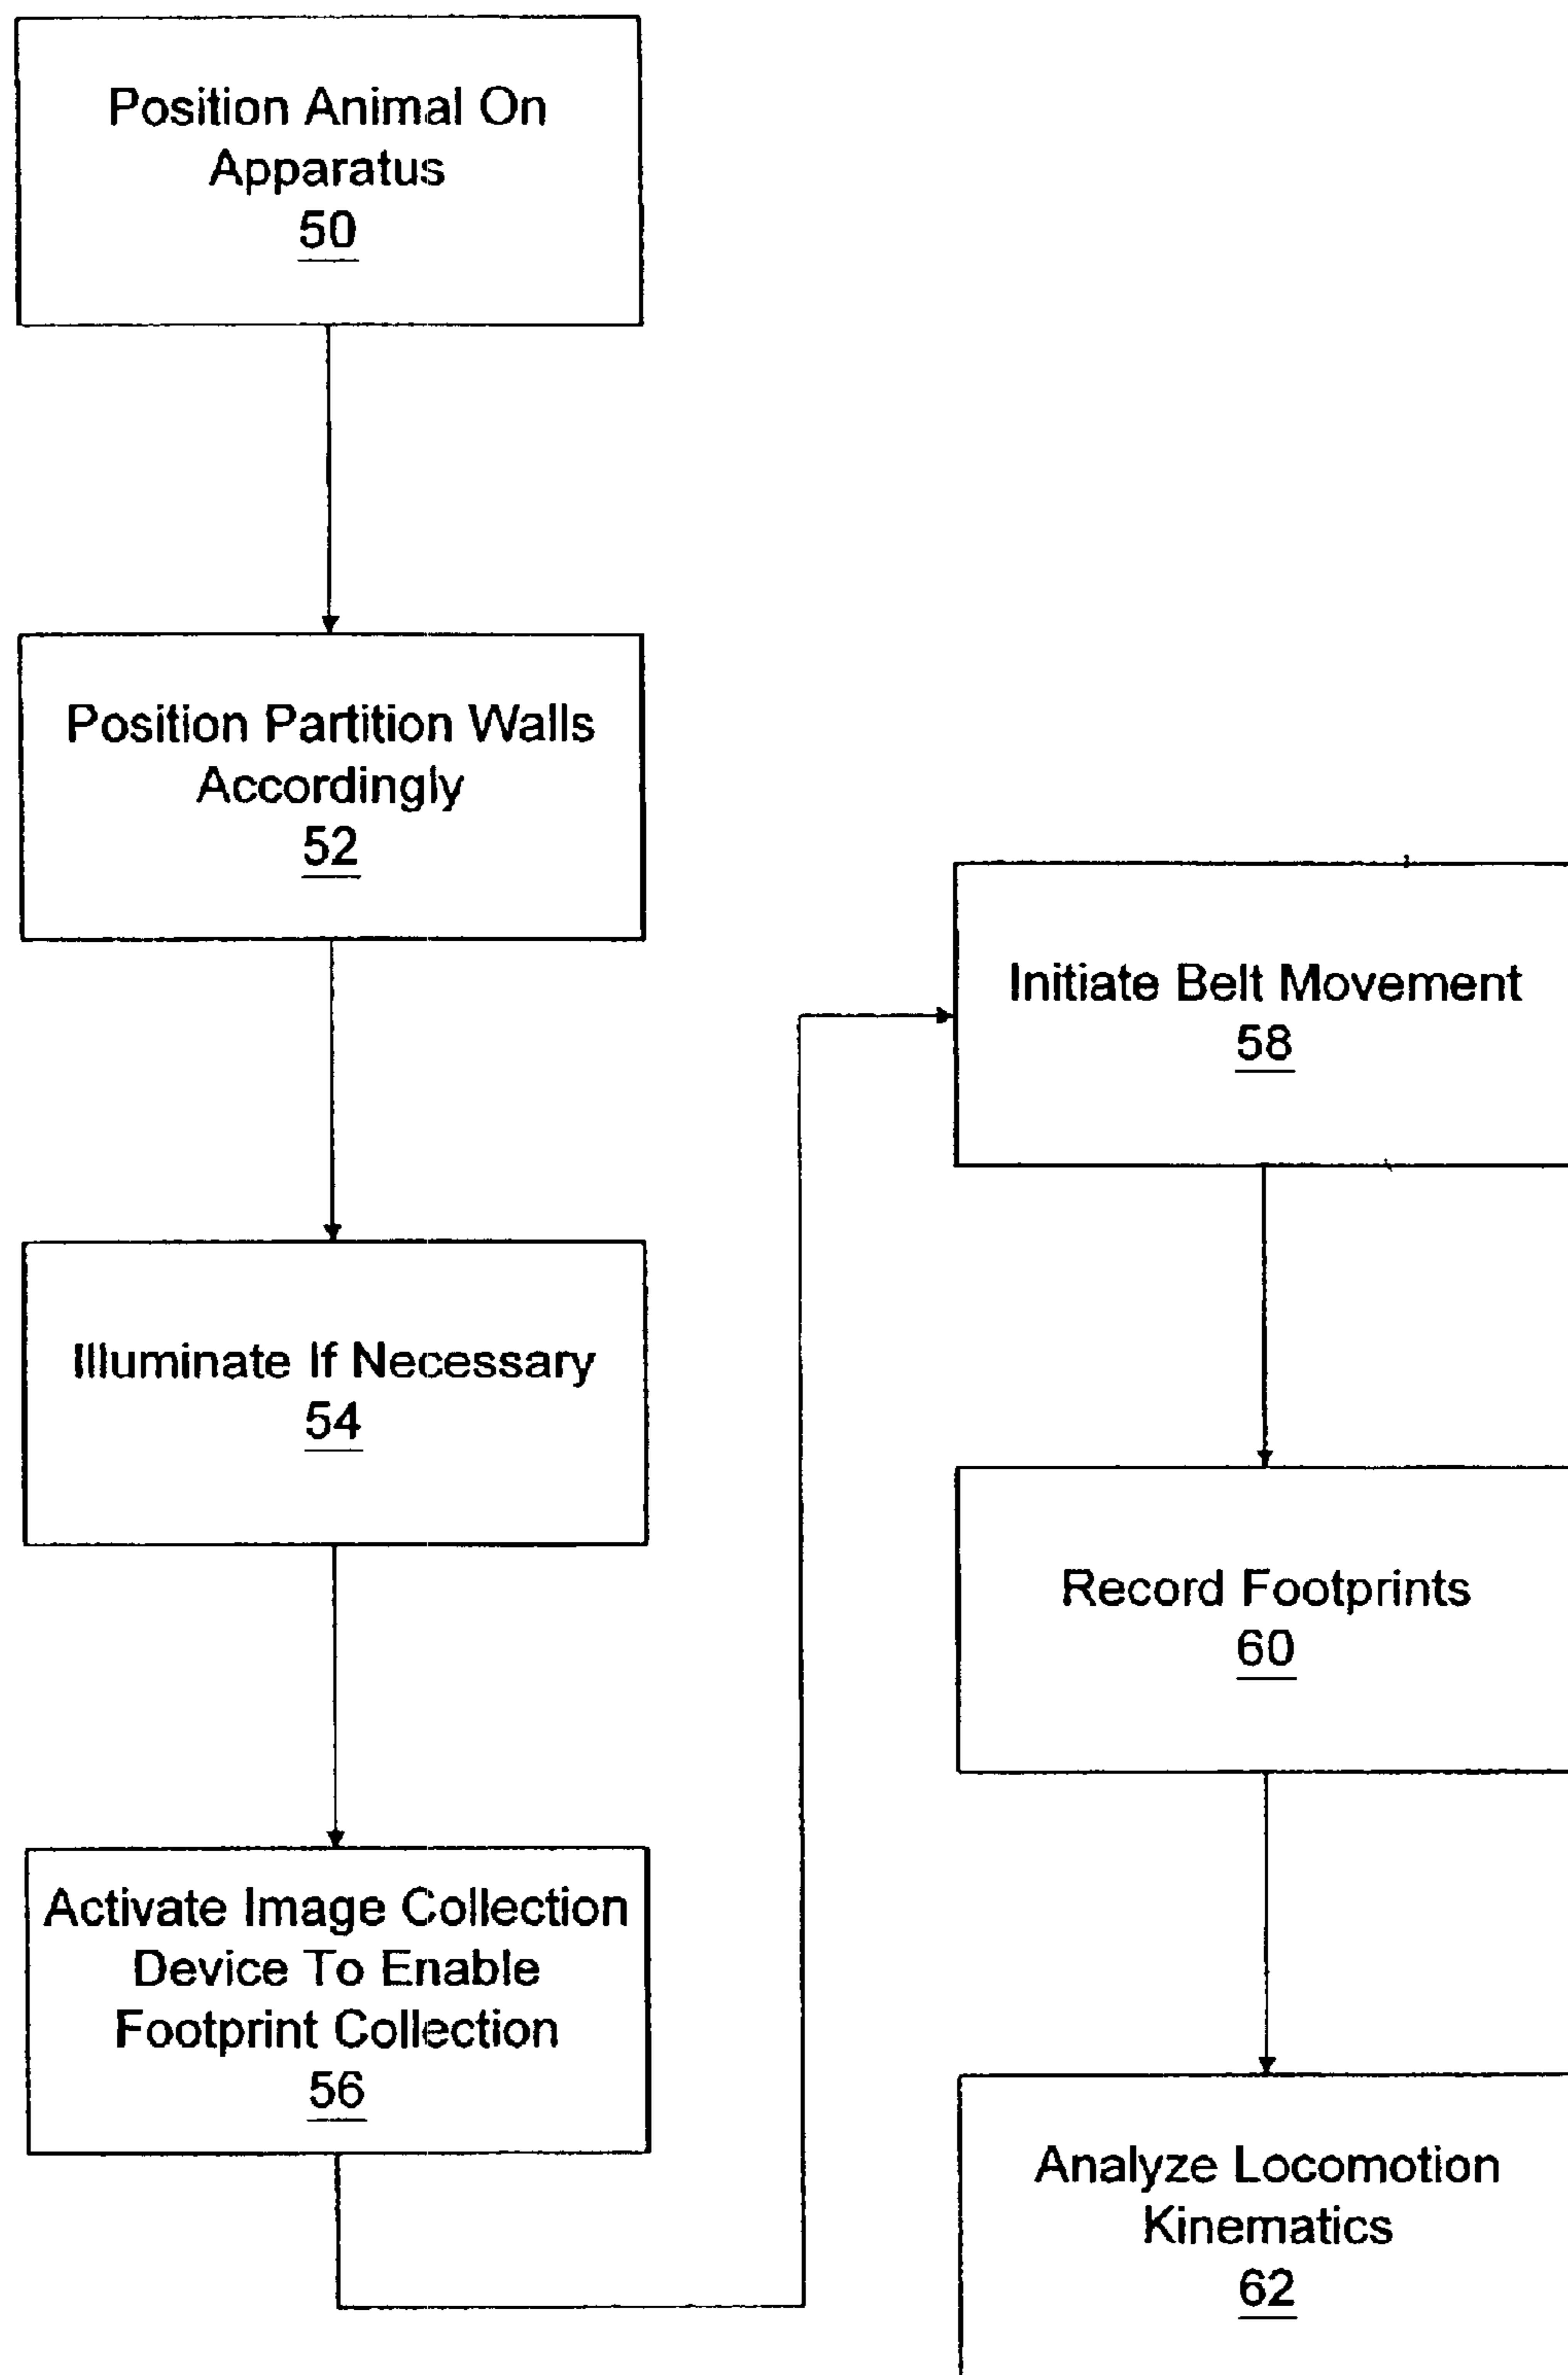 Position Animal On
Apparatus
50
Position Partition Walls
Accordingly
52
Illuminate If Necessary
54
Activate Image Collection
Device To Enable
Footprint Collection
56
Initiate Belt Movement
58
Record Footprints
60
Analyze Locomotion
Kinematics
62